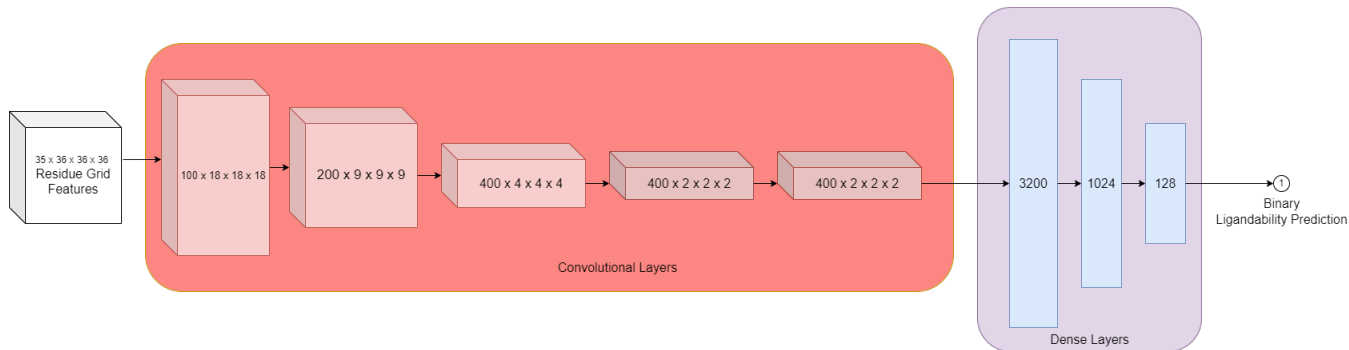 35 x 36 x 36 x 36
Residue Grid
Features
100 x 18 x 18 x 18
200 x 9 x 9 x 9
400 x 4 x 4 x 4
400 x 2 x 2 x 2
400 x 2 x 2 x 2
Convolutional Layers
3200
1024
128
Dense Layers
1
Binary
Ligandability Prediction